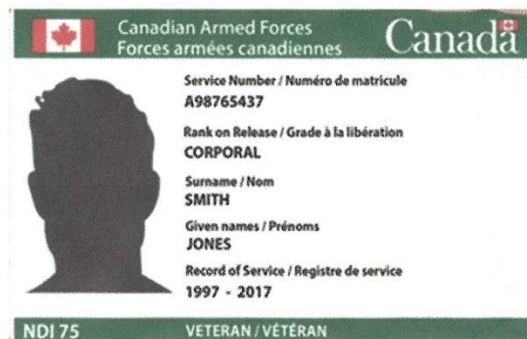 Canadian Armed Forces
Forces armées canadiennes
Canada
Service Number / Numéro de matricule
A98765437
Rank on Release / Grade à la libération
CORPORAL
Surname / Nom
SMITH
Given names / Prénoms
JONES
Record of Service / Registre de service
1997 - 2017
NDI 75
VETERAN / VÉTÉRAN